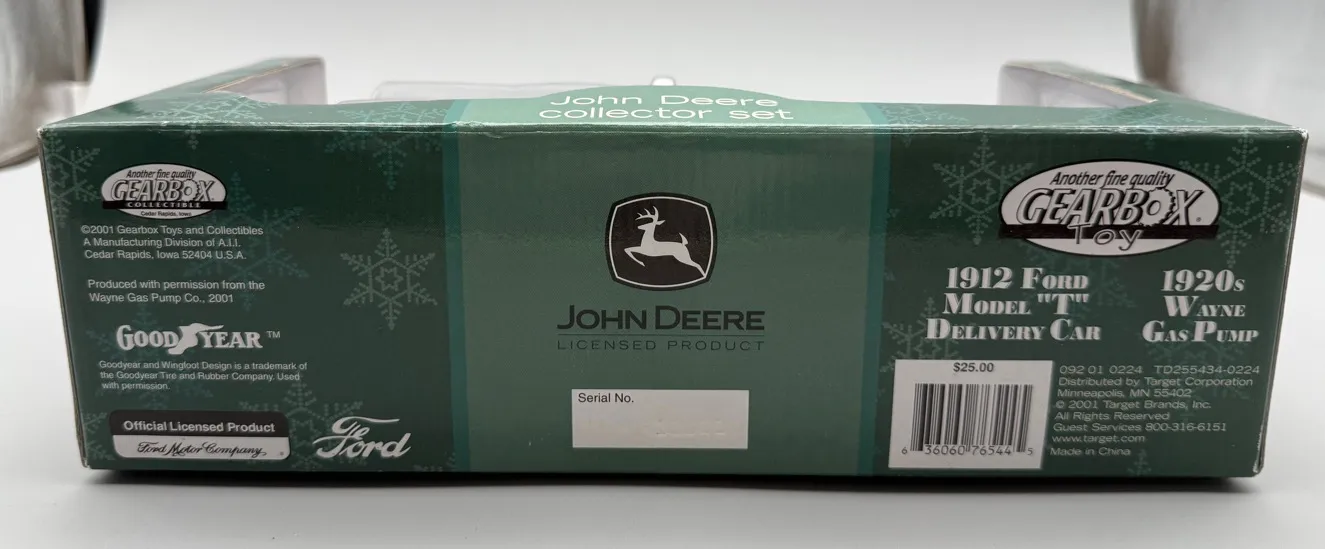 John Deere
collector set
Another fine quality
GEARBOX
COLLECTIBLE
Cedar Rapids, Iowa
©2001 Gearbox Toys and Collectibles
A Manufacturing Division of A.I.I.
Cedar Rapids, Iowa 52404 U.S.A.
Produced with permission from the
Wayne Gas Pump Co., 2001
GOOD YEAR ™
Goodyear and Wingfoot Design is a trademark of
the Goodyear Tire and Rubber Company. Used
with permission.
Official Licensed Product
Ford Motor Company®
Ford
JOHN DEERE
LICENSED PRODUCT
Serial No.
Another fine quality
GEARBOX
Toy
1912 FORD
MODEL "T"
DELIVERY CAR
1920s
WAYNE
GAS PUMP
$25.00
6 36060 76544 5
092 01 0224 TD255434-0224
Distributed by Target Corporation
Minneapolis, MN 55402
© 2001 Target Brands, Inc.
All Rights Reserved
Guest Services 800-316-6151
www.target.com
Made in China